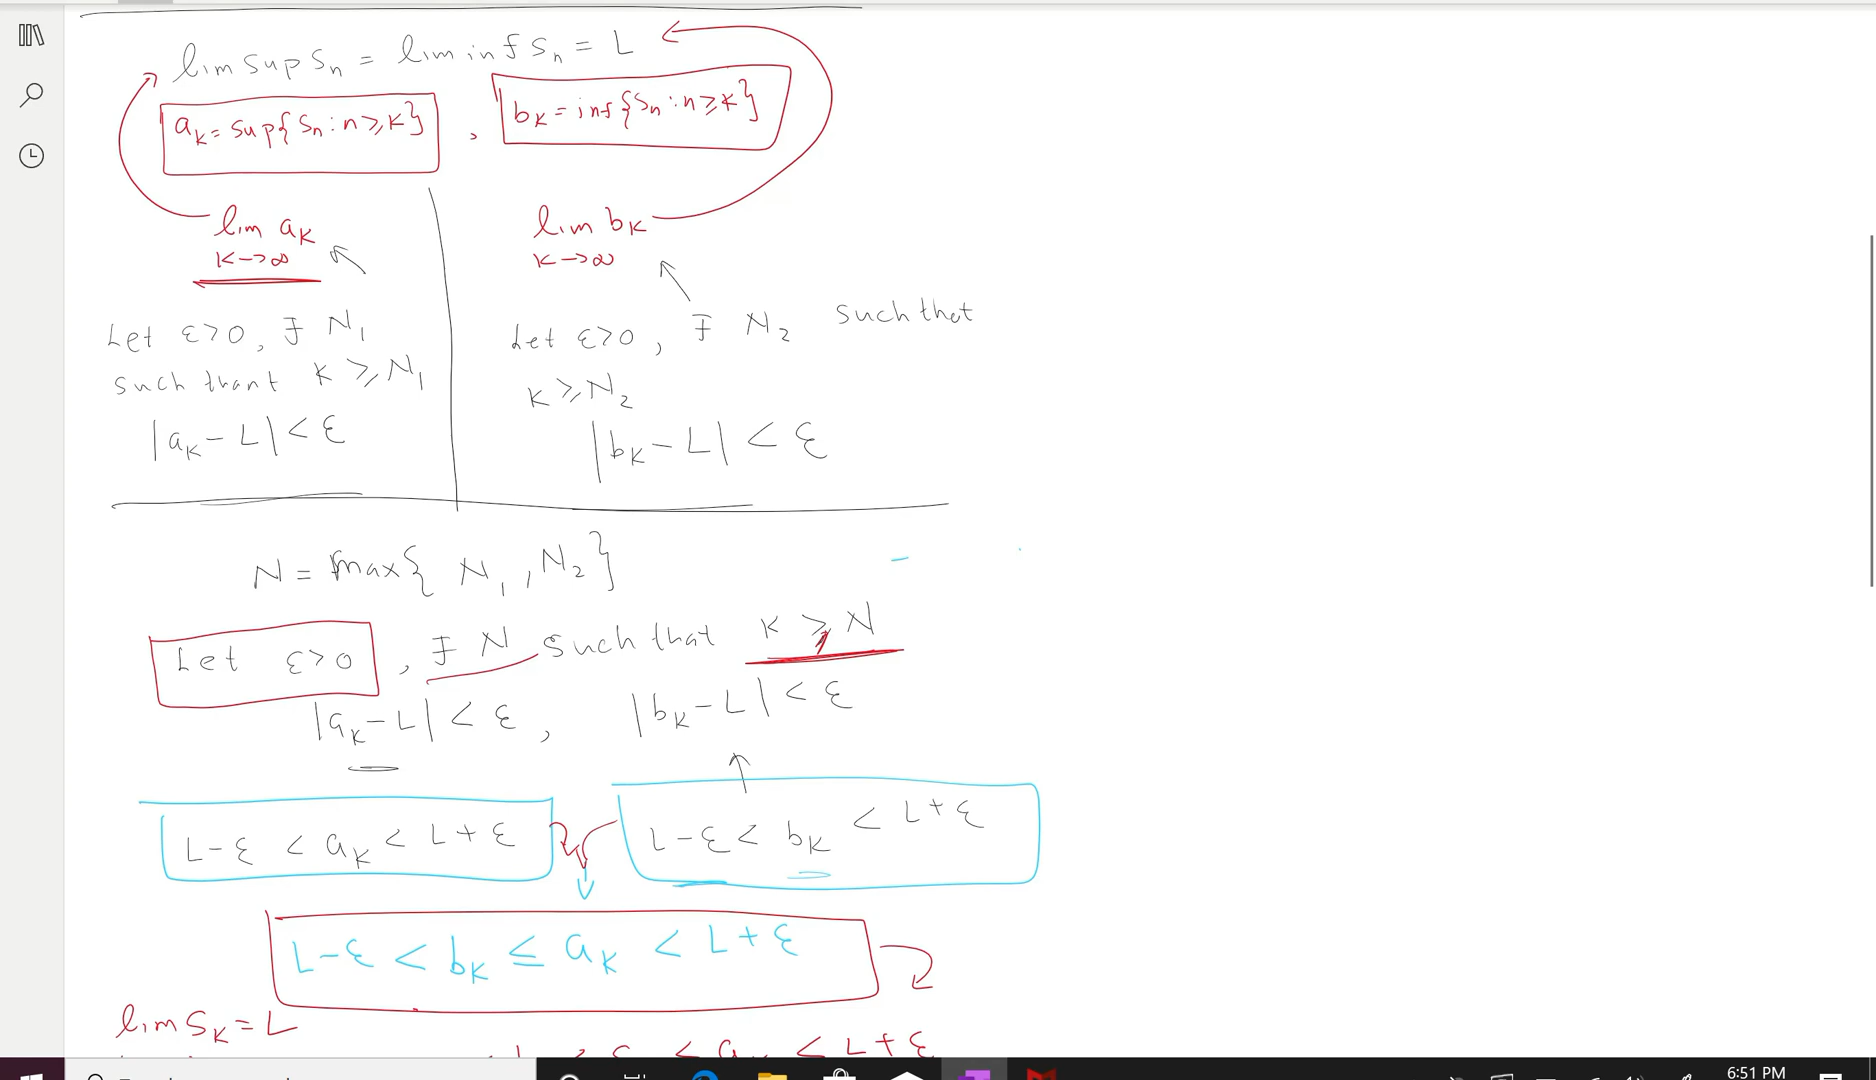 lim sup Sn = lim inf Sn = L
aK = sup{Sn : n ≥ K} , bK = inf{Sn : n ≥ K}
lim aK
K → ∞
lim bK
K → ∞
Let ε > 0, ∃ N1
such thant K ≥ N1
|aK - L| < ε
Let ε > 0, ∃ N2 such that
K ≥ N2
|bK - L| < ε
N = max{ N1, N2 }
Let ε > 0 , ∃ N such that K ≥ N
|aK - L| < ε , |bK - L| < ε
L - ε < aK < L + ε
L - ε < bK < L + ε
L - ε < bK ≤ aK < L + ε
lim SK = L
< L + ε
6:51 PM